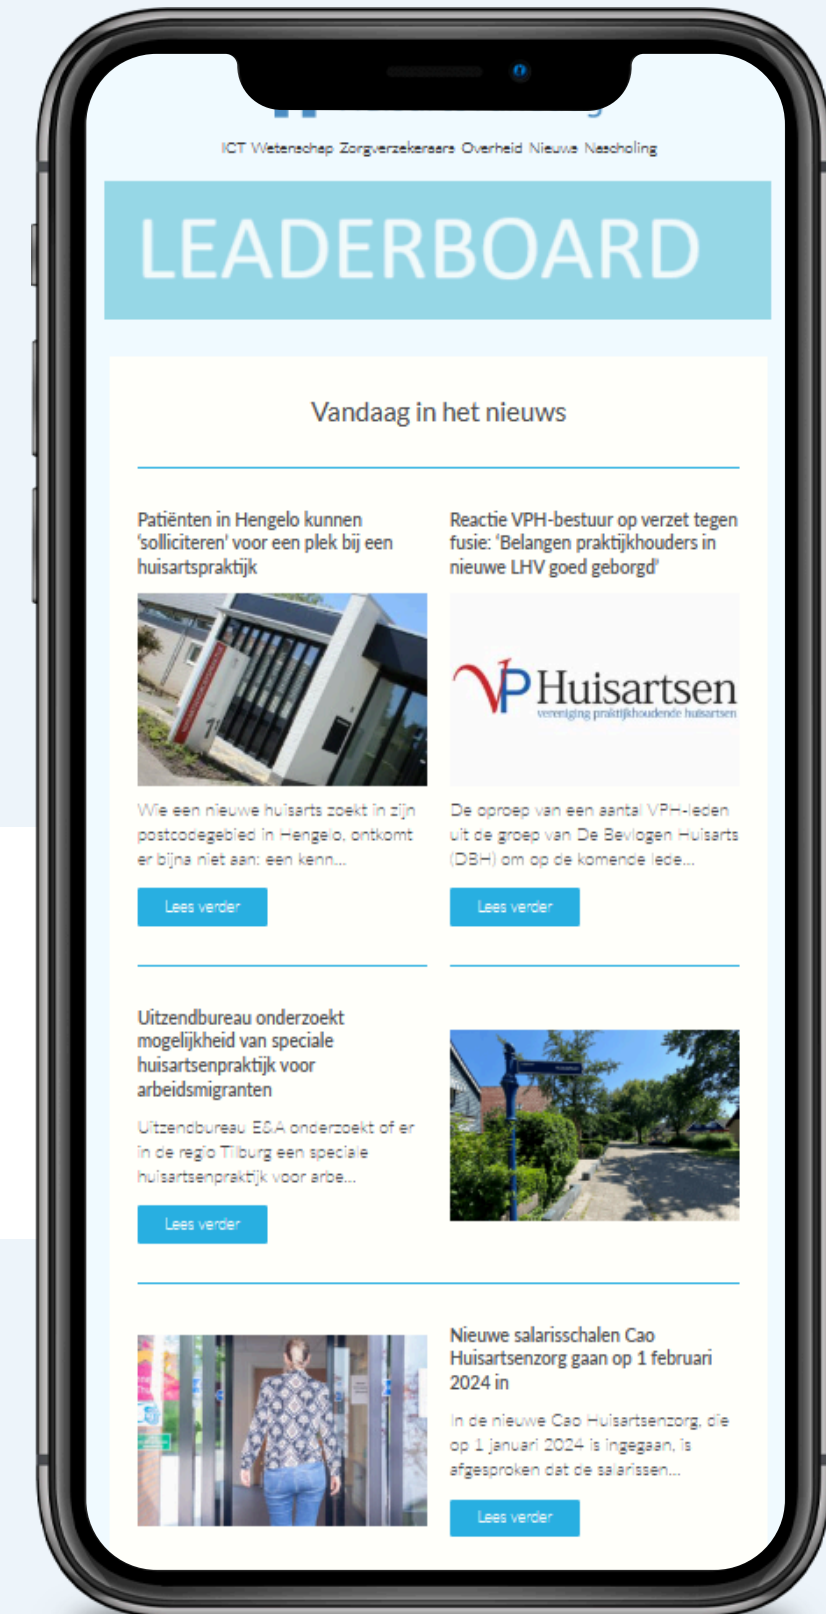 ICT Wetenschap Zorgverzekeraars Overheid Nieuws Nascholing
LEADERBOARD
Vandaag in het nieuws
Patiënten in Hengelo kunnen
‘solliciteren’ voor een plek bij een
huisartspraktijk
Wie een nieuwe huisarts zoekt in zijn
postcodegebied in Hengelo, ontkomt
er bijna niet aan: een kenn...
Lees verder
Reactie VPH-bestuur op verzet tegen
fusie: ‘Belangen praktijkhouders in
nieuwe LHV goed geborgd’
VP Huisartsen
vereniging praktijkhoudende huisartsen
De oproep van een aantal VPH-leden
uit de groep van De Bevlogen Huisarts
(DBH) om op de komende lede...
Lees verder
Uitzendbureau onderzoekt
mogelijkheid van speciale
huisartsenpraktijk voor
arbeidsmigranten
Uitzendbureau E&A onderzoekt of er
in de regio Tilburg een speciale
huisartsenpraktijk voor arbe...
Lees verder
Nieuwe salarisschalen Cao
Huisartsenzorg gaan op 1 februari
2024 in
In de nieuwe Cao Huisartsenzorg, die
op 1 januari 2024 is ingegaan, is
afgesproken dat de salarissen...
Lees verder